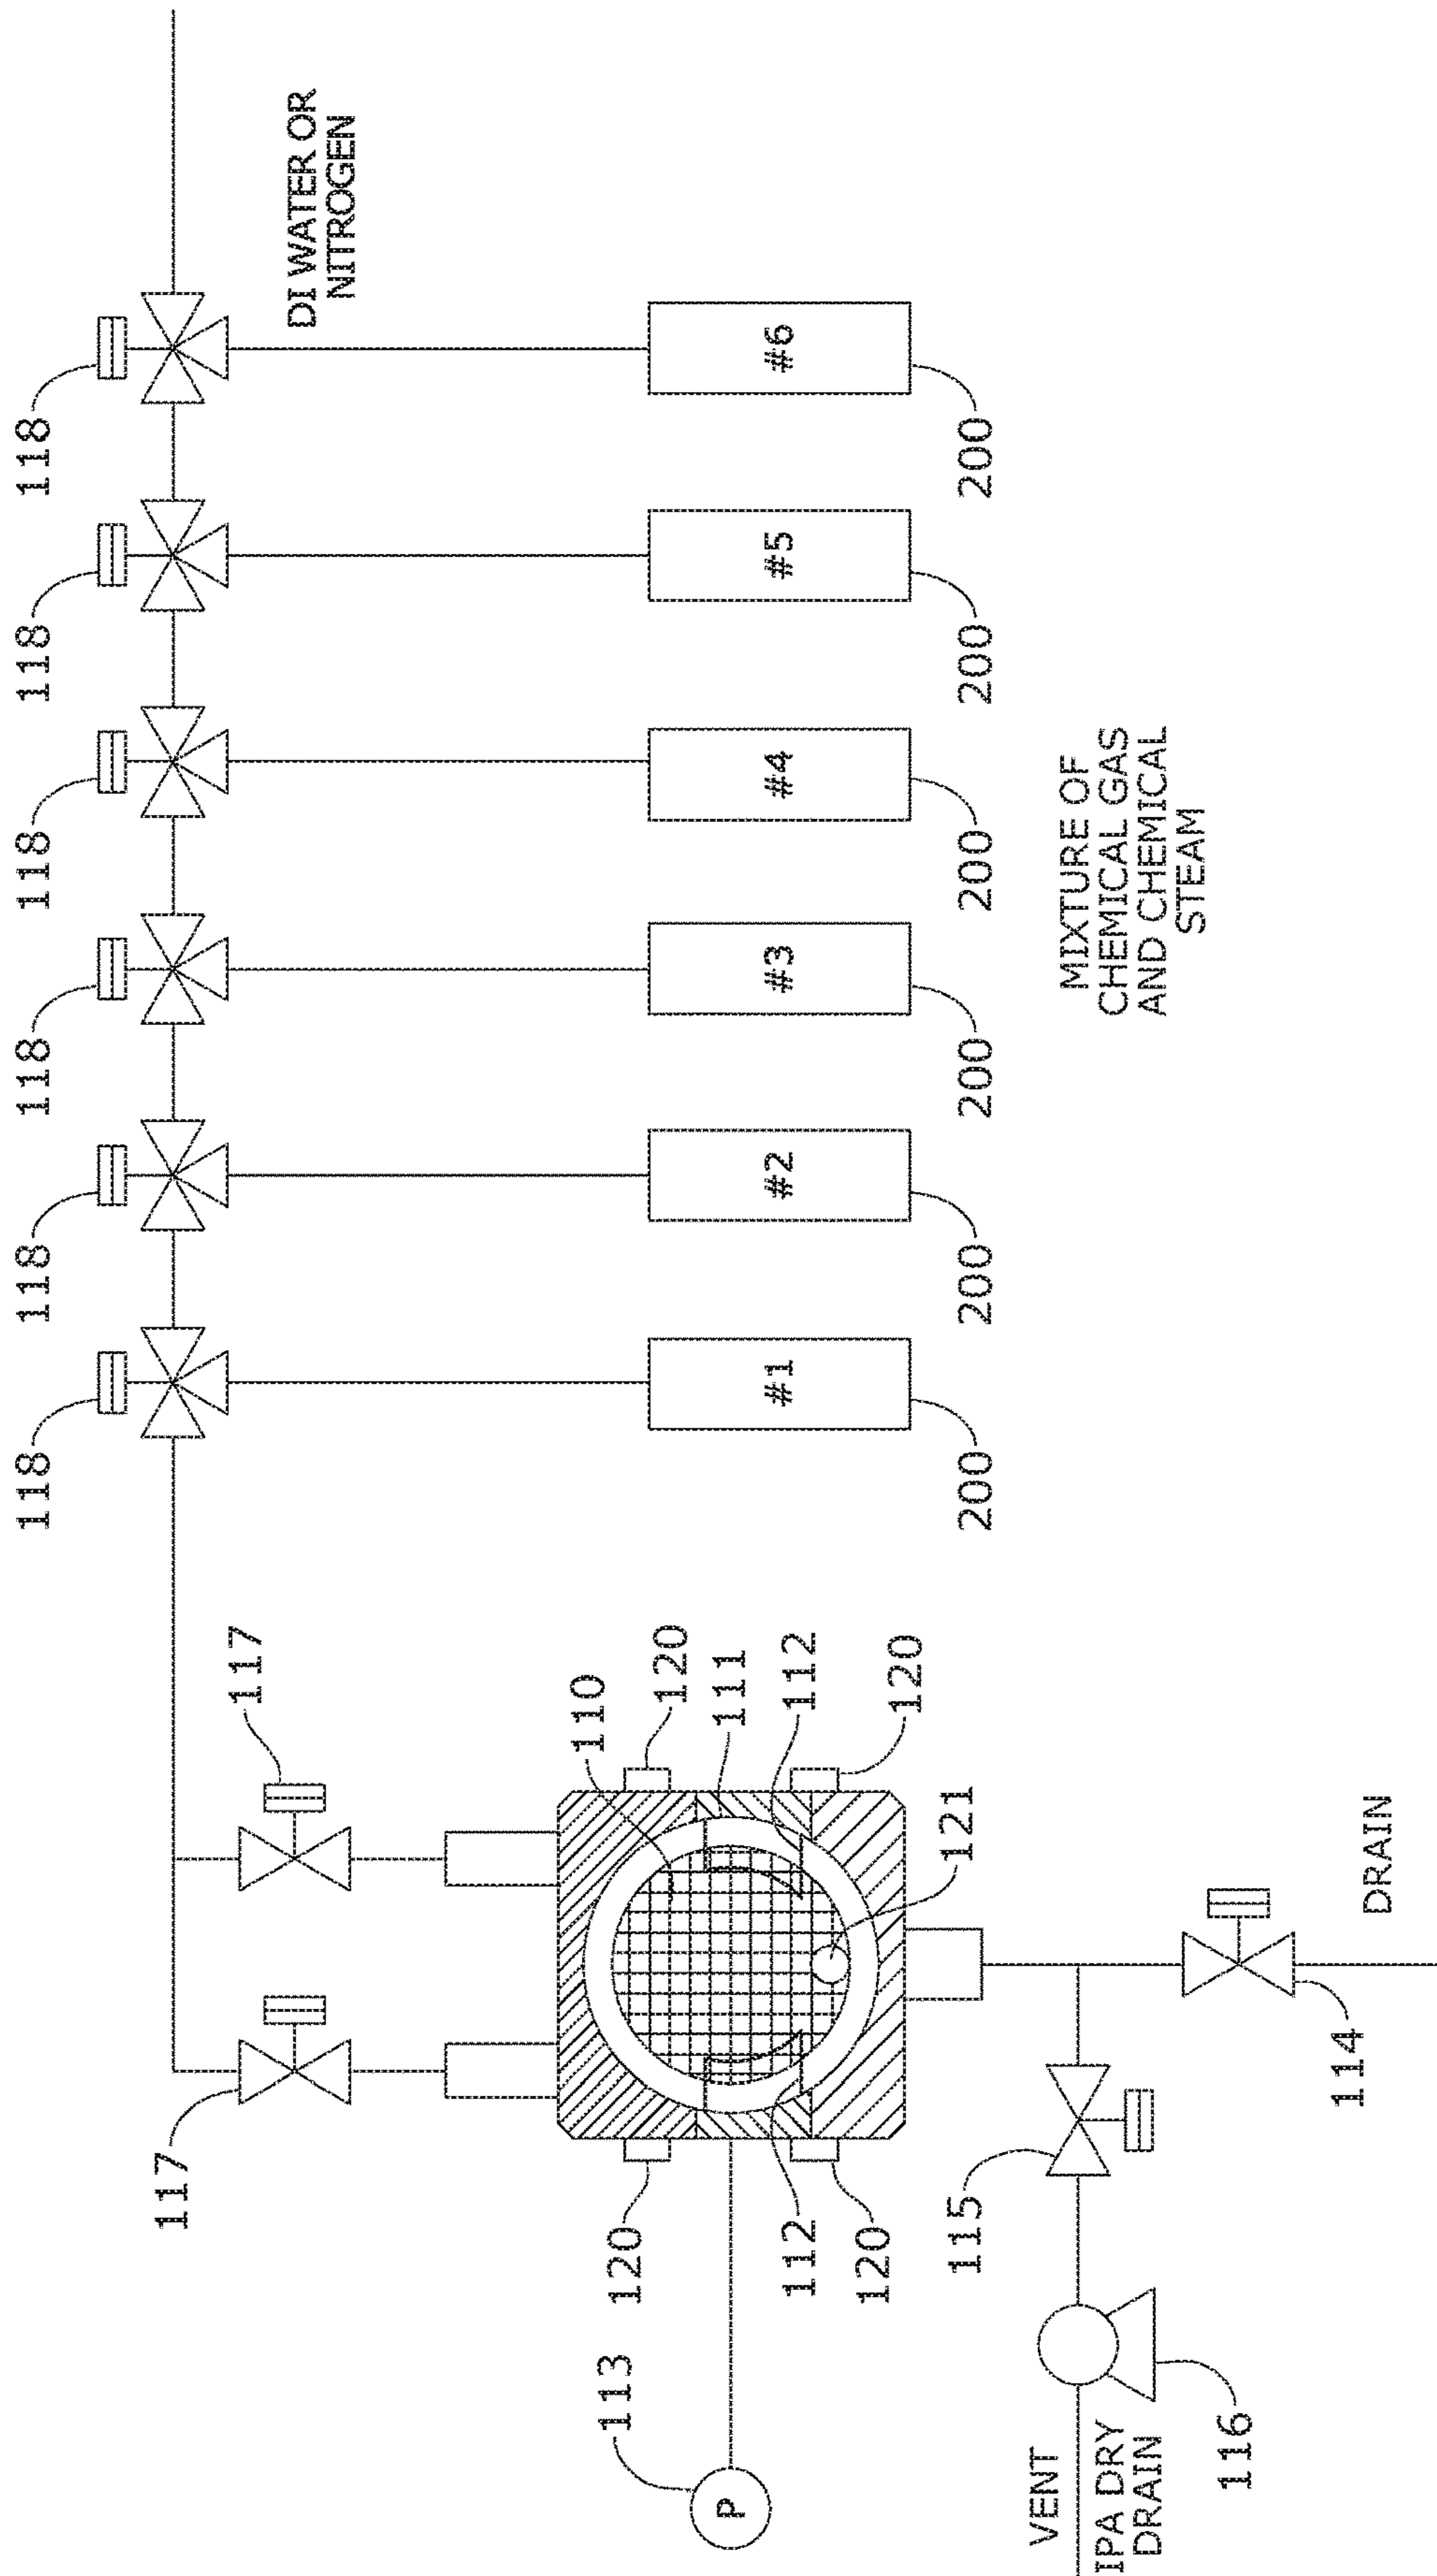 118 118 118 118 118 118
117
117
DI WATER OR
NITROGEN
110
113
120
120
111
P
#1 #2 #3 #4 #5 #6
112
112
120
120
121
115
200 200 200 200 200 200
VENT
IPA DRY
DRAIN
MIXTURE OF
CHEMICAL GAS
AND CHEMICAL
STEAM
116
114
DRAIN